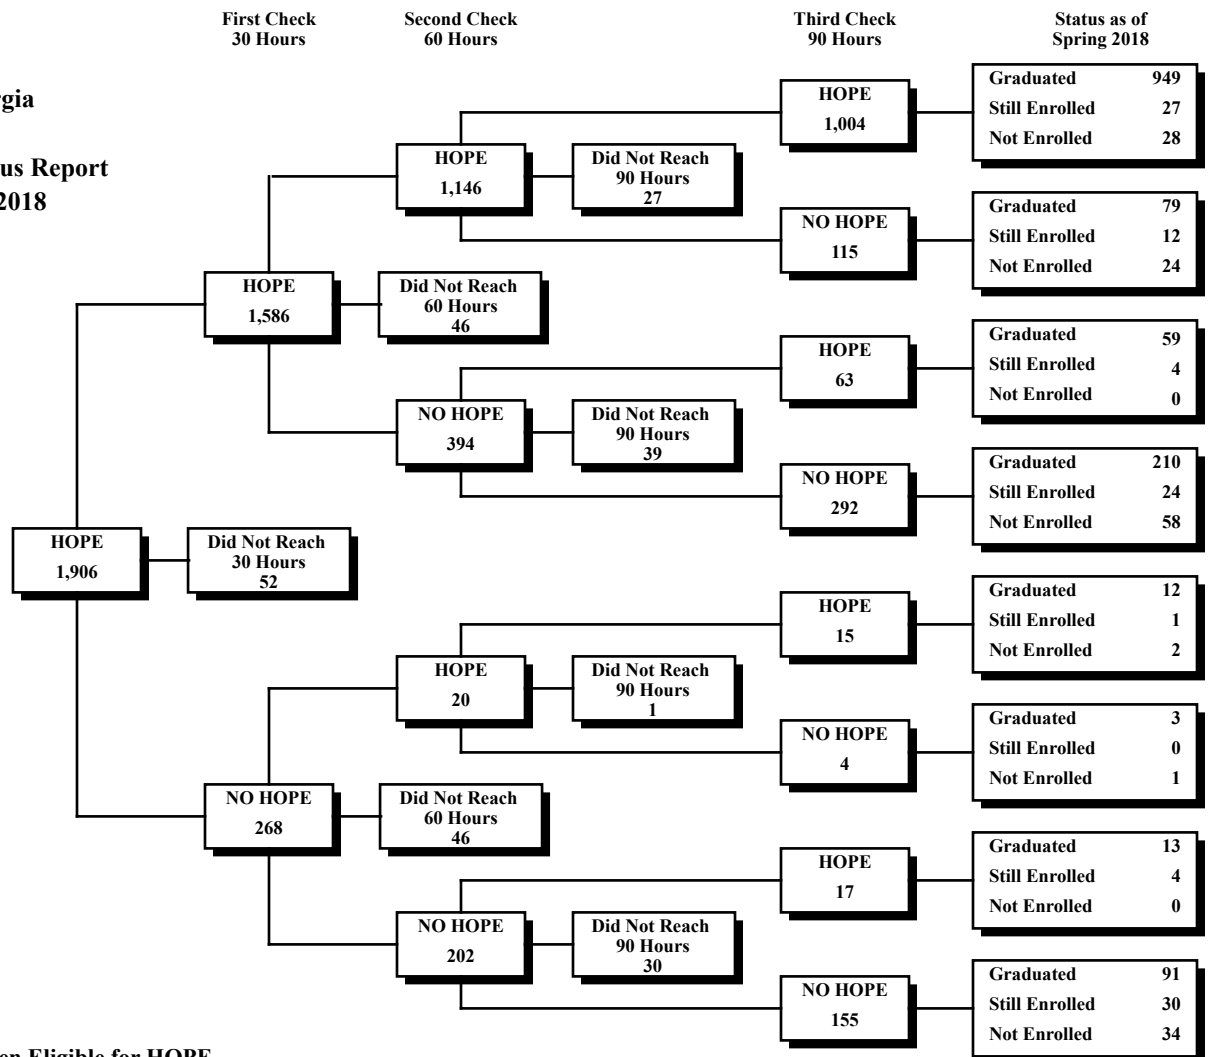 First Check
30 Hours
Second Check
60 Hours
Third Check
90 Hours
Status as of
Spring 2018
rgia
us Report
2018
HOPE
1,906
Did Not Reach
30 Hours
52
HOPE
1,586
Did Not Reach
60 Hours
46
NO HOPE
268
Did Not Reach
60 Hours
46
HOPE
1,146
Did Not Reach
90 Hours
27
NO HOPE
394
Did Not Reach
90 Hours
39
HOPE
20
Did Not Reach
90 Hours
1
NO HOPE
202
Did Not Reach
90 Hours
30
HOPE
1,004
Graduated 949
Still Enrolled 27
Not Enrolled 28
NO HOPE
115
Graduated 79
Still Enrolled 12
Not Enrolled 24
HOPE
63
Graduated 59
Still Enrolled 4
Not Enrolled 0
NO HOPE
292
Graduated 210
Still Enrolled 24
Not Enrolled 58
HOPE
15
Graduated 12
Still Enrolled 1
Not Enrolled 2
NO HOPE
4
Graduated 3
Still Enrolled 0
Not Enrolled 1
HOPE
17
Graduated 13
Still Enrolled 4
Not Enrolled 0
NO HOPE
155
Graduated 91
Still Enrolled 30
Not Enrolled 34
en Eligible for HOPE